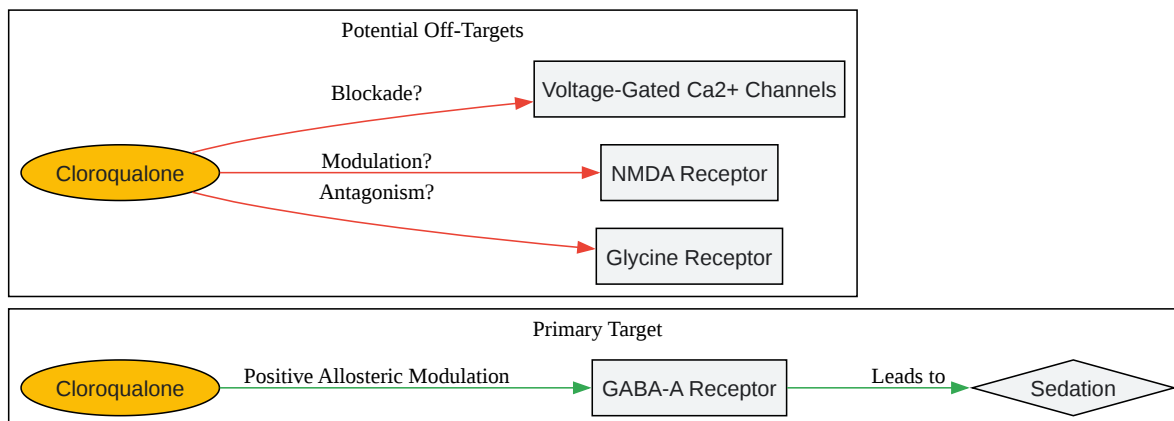 Potential Off-Targets
Blockade?
Voltage-Gated Ca2+ Channels
Cloroqualone
Modulation?
NMDA Receptor
Antagonism?
Glycine Receptor
Primary Target
Cloroqualone
Positive Allosteric Modulation
GABA-A Receptor
Leads to
Sedation